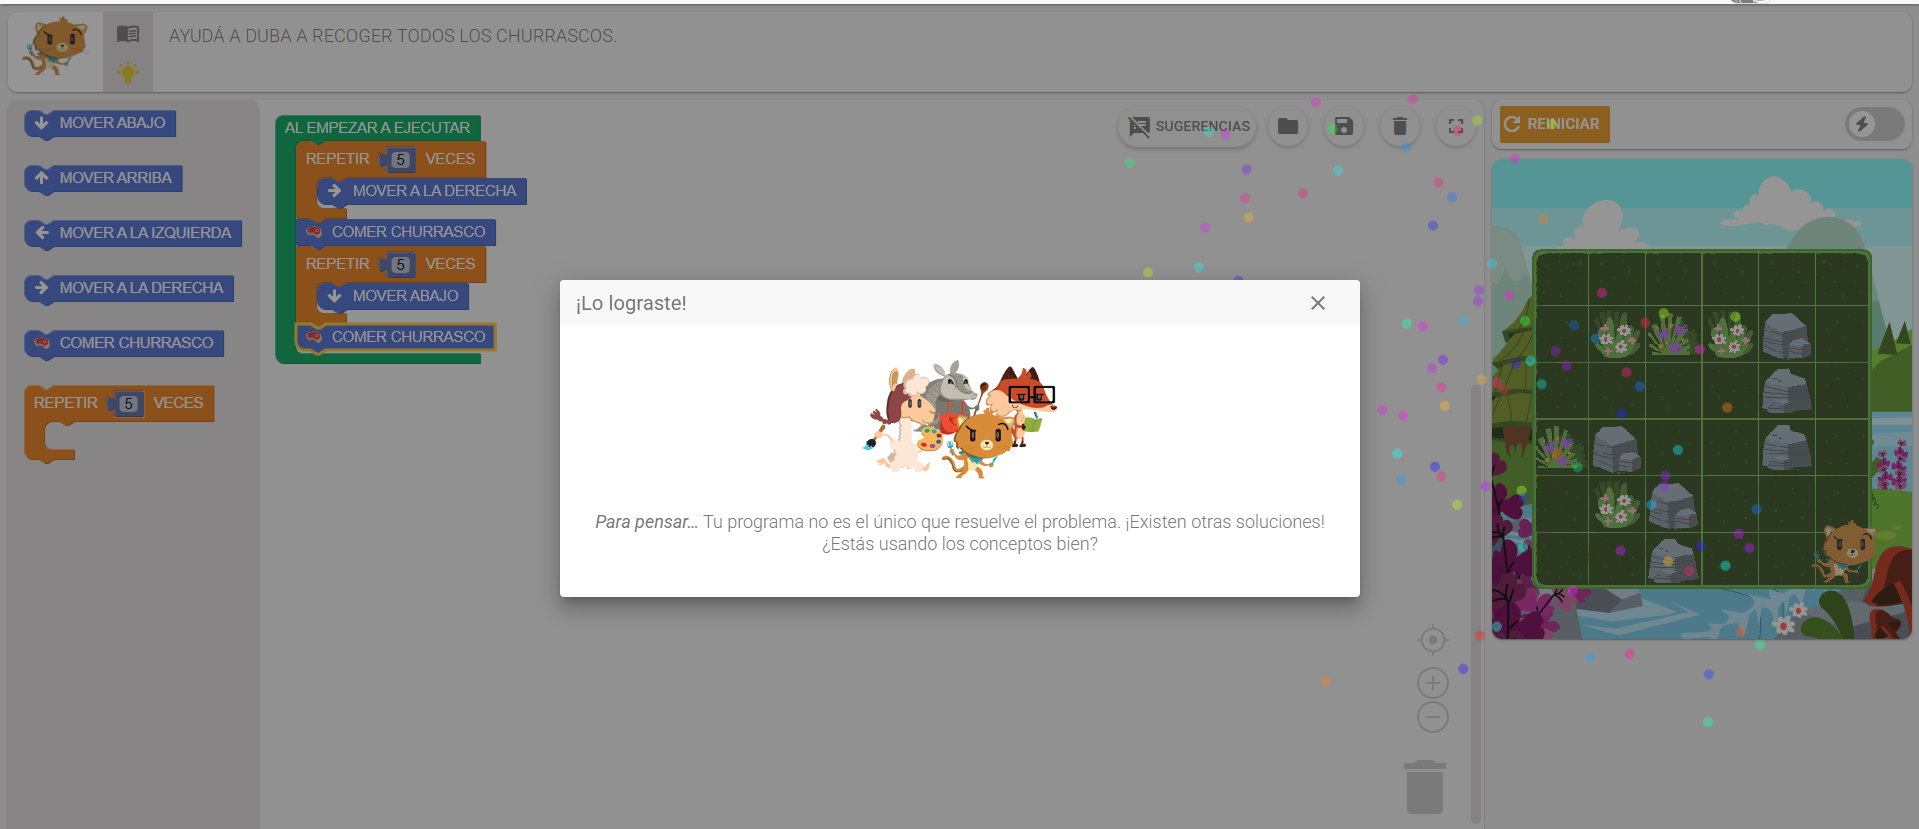 AYUDÁ A DUBA A RECOGER TODOS LOS CHURRASCOS.
MOVER ABAJO
MOVER ARRIBA
MOVER A LA IZQUIERDA
MOVER A LA DERECHA
COMER CHURRASCO
REPETIR 5 VECES
AL EMPEZAR A EJECUTAR
REPETIR 5 VECES
MOVER A LA DERECHA
COMER CHURRASCO
REPETIR 5 VECES
MOVER ABAJO
COMER CHURRASCO
SUGERENCIAS
REINICIAR
¡Lo lograste!
Para pensar... Tu programa no es el único que resuelve el problema. ¡Existen otras soluciones!
¿Estás usando los conceptos bien?